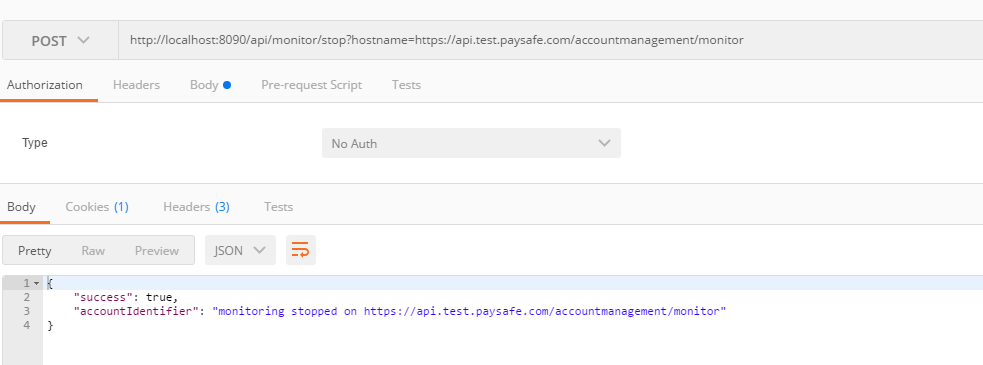 POST http://localhost:8090/api/monitor/stop?hostname=https://api.test.paysafe.com/accountmanagement/monitor
Authorization Headers Body Pre-request Script Tests
Type No Auth
Body Cookies (1) Headers (3) Tests
Pretty Raw Preview JSON
1 {
2 "success": true,
3 "accountIdentifier": "monitoring stopped on https://api.test.paysafe.com/accountmanagement/monitor"
4 }